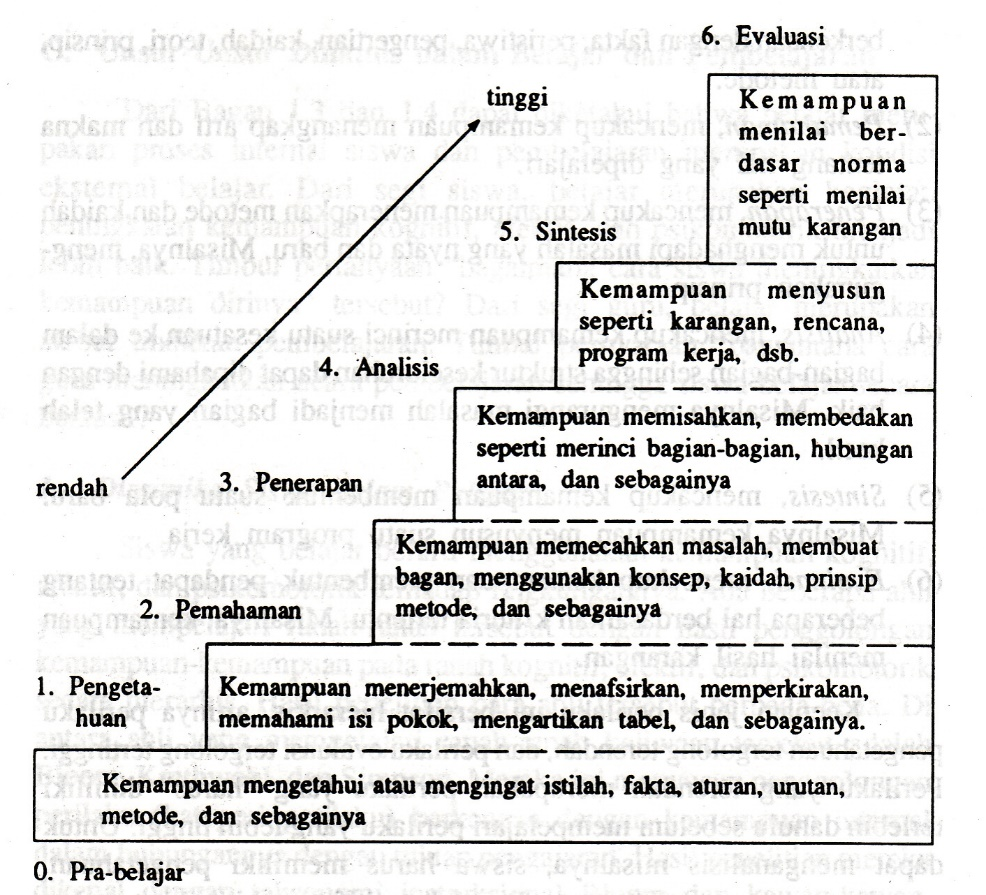 6. Evaluasi
tinggi
Kemampuan
menilai ber-
dasar norma
seperti menilai
mutu karangan
5. Sintesis
Kemampuan menyusun
seperti karangan, rencana,
program kerja, dsb.
4. Analisis
Kemampuan memisahkan, membedakan
seperti merinci bagian-bagian, hubungan
antara, dan sebagainya
rendah
3. Penerapan
Kemampuan memecahkan masalah, membuat
bagan, menggunakan konsep, kaidah, prinsip
metode, dan sebagainya
2. Pemahaman
Kemampuan menerjemahkan, menafsirkan, memperkirakan,
memahami isi pokok, mengartikan tabel, dan sebagainya.
1. Pengeta-
huan
Kemampuan mengetahui atau mengingat istilah, fakta, aturan, urutan,
metode, dan sebagainya
0. Pra-belajar